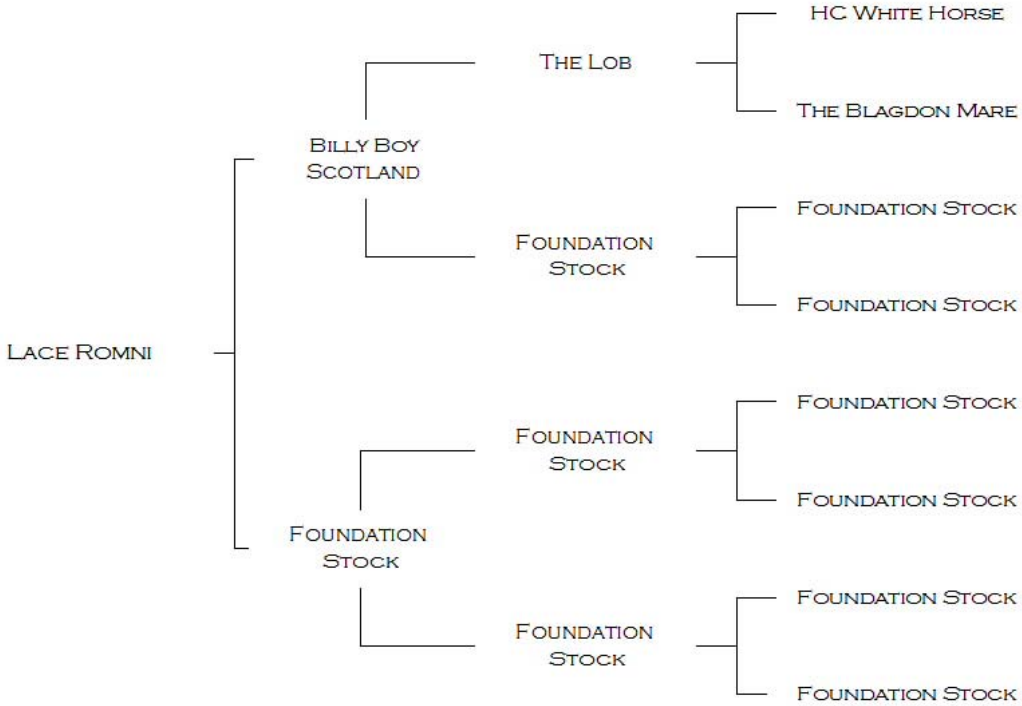 HC White Horse
The Lob
The Blagdon Mare
Billy Boy
Scotland
Foundation Stock
Foundation
Stock
Foundation Stock
Lace Romni
Foundation Stock
Foundation
Stock
Foundation Stock
Foundation
Stock
Foundation Stock
Foundation
Stock
Foundation Stock